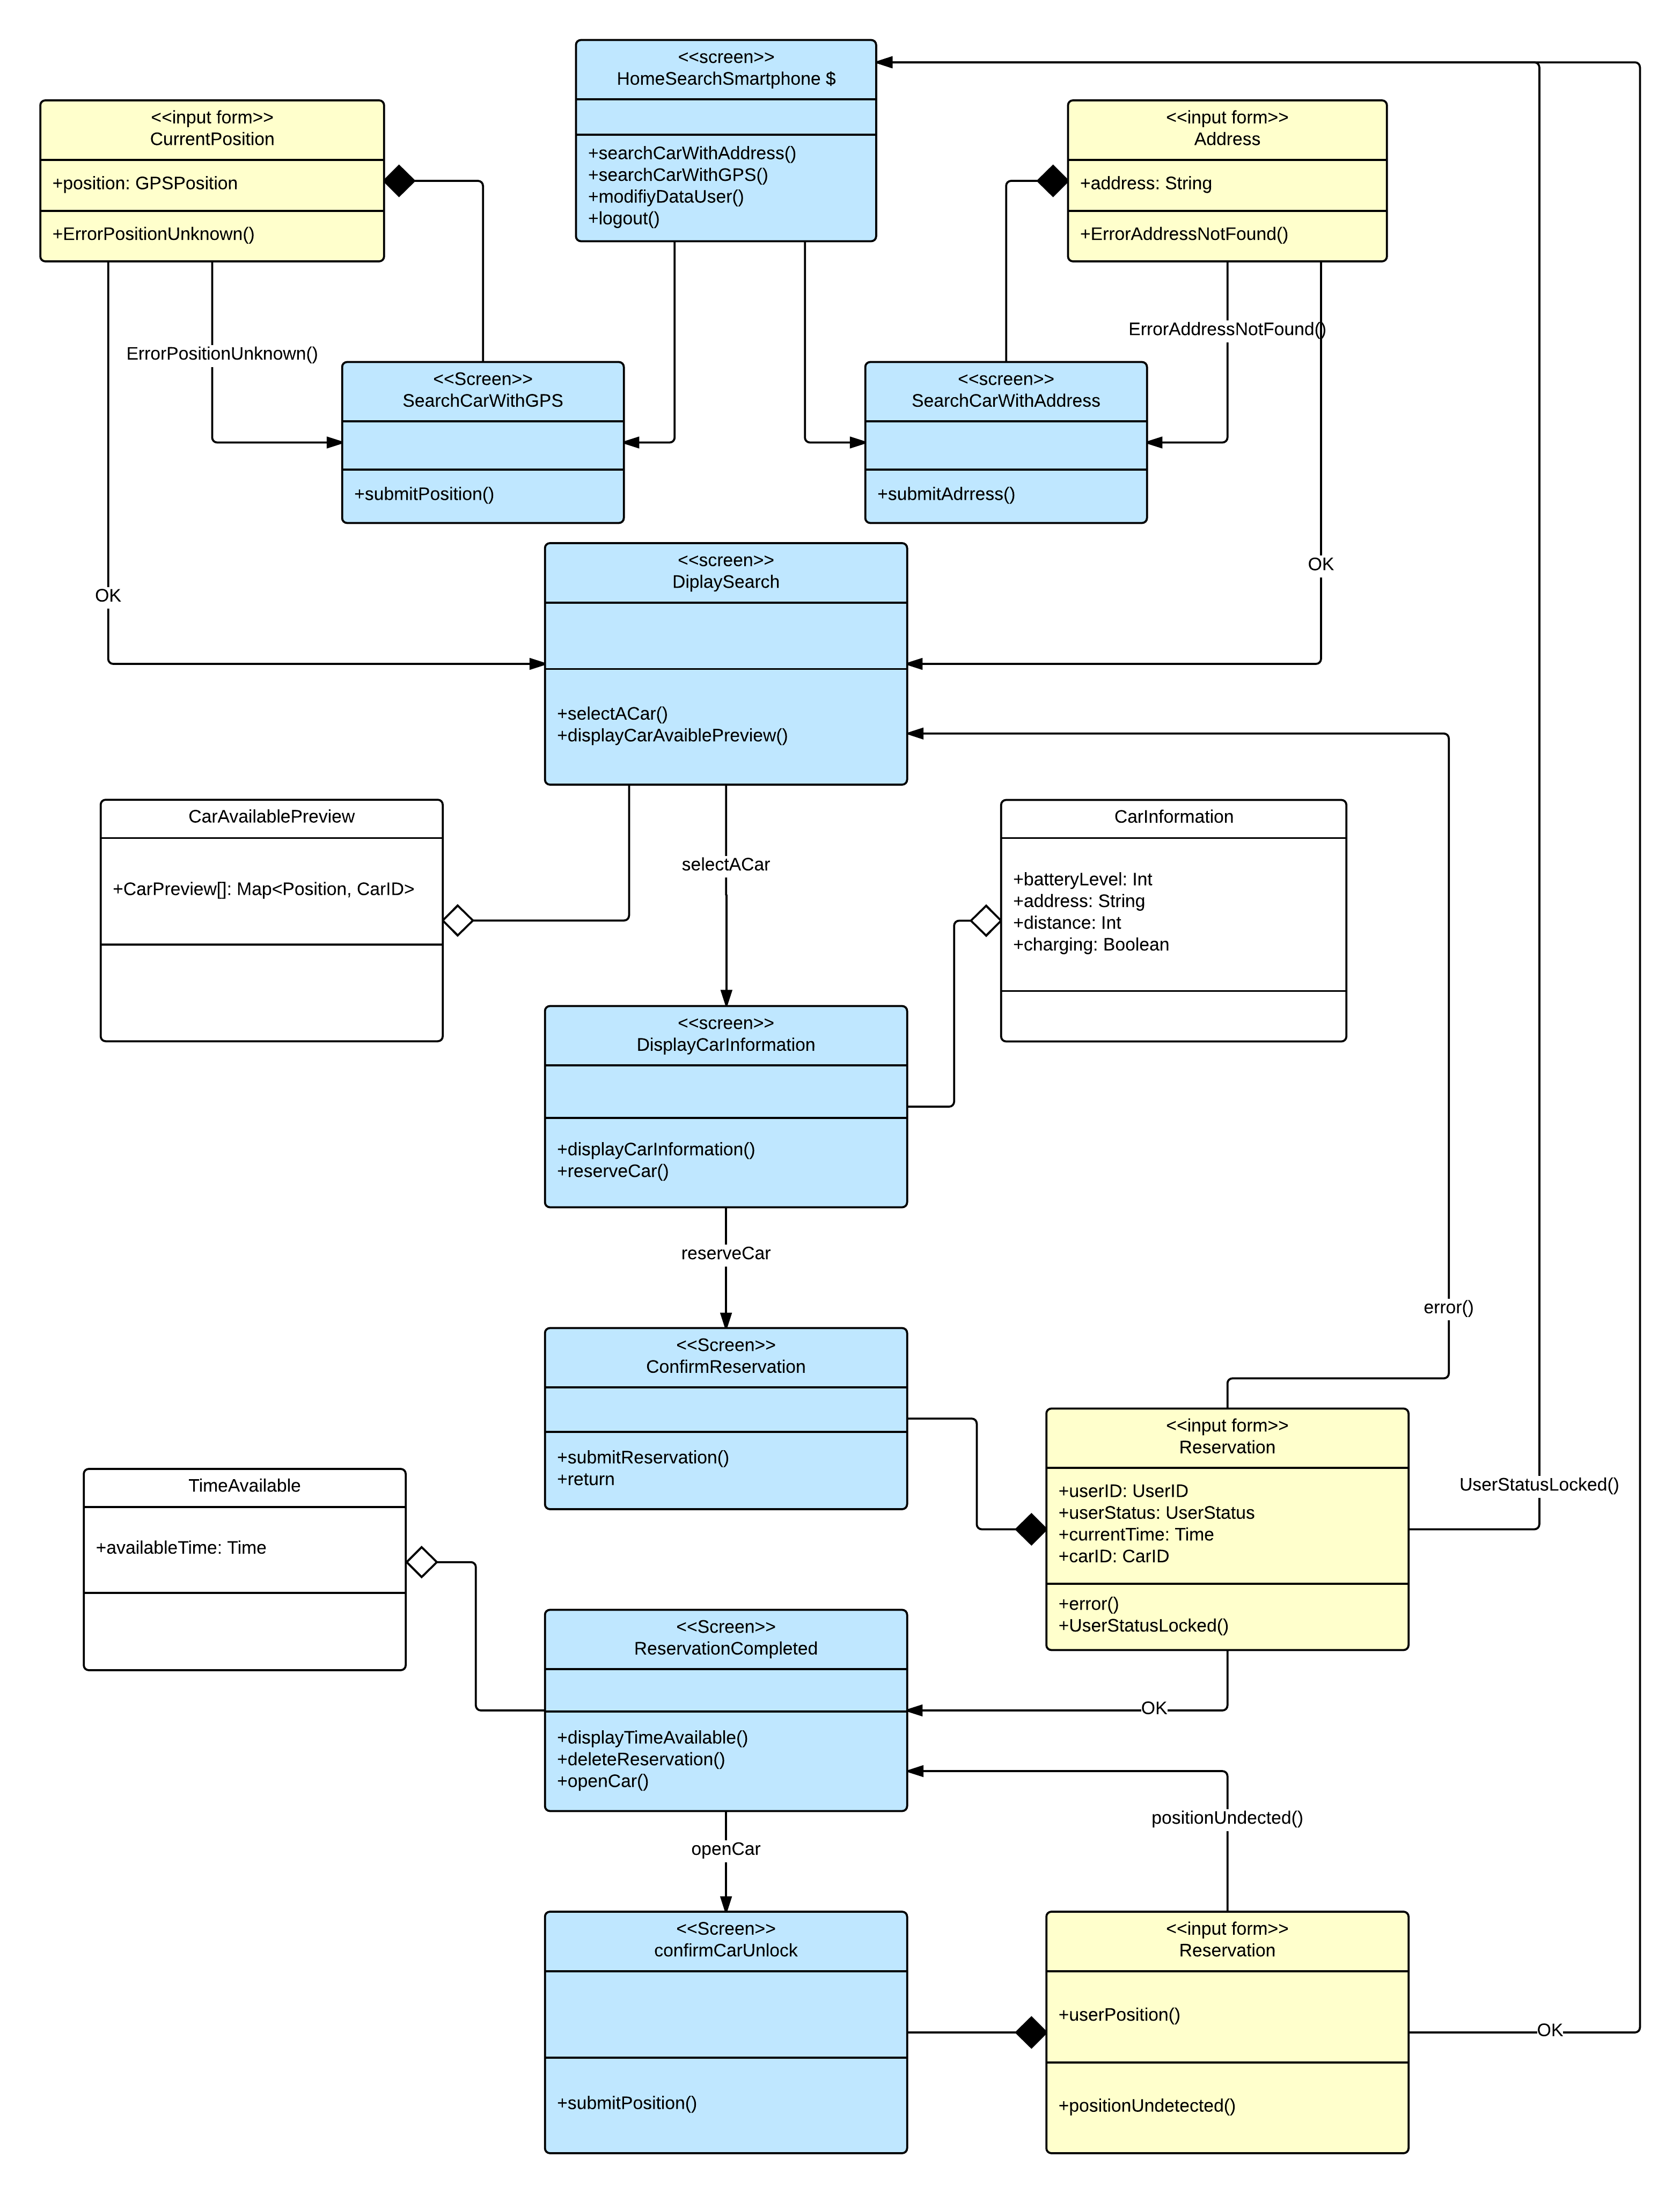 <<screen>>
HomeSearchSmartphone $
+searchCarWithAddress()
+searchCarWithGPS()
+modifiyDataUser()
+logout()
<<input form>>
CurrentPosition
+position: GPSPosition
+ErrorPositionUnknown()
<<input form>>
Address
+address: String
+ErrorAddressNotFound()
ErrorPositionUnknown()
ErrorAddressNotFound()
<<Screen>>
SearchCarWithGPS
+submitPosition()
<<screen>>
SearchCarWithAddress
+submitAdrress()
OK
OK
<<screen>>
DiplaySearch
+selectACar()
+displayCarAvaiblePreview()
CarAvailablePreview
+CarPreview[]: Map<Position, CarID>
selectACar
CarInformation
+batteryLevel: Int
+address: String
+distance: Int
+charging: Boolean
<<screen>>
DisplayCarInformation
+displayCarInformation()
+reserveCar()
reserveCar
error()
<<Screen>>
ConfirmReservation
+submitReservation()
+return
<<input form>>
Reservation
+userID: UserID
+userStatus: UserStatus
+currentTime: Time
+carID: CarID
+error()
+UserStatusLocked()
UserStatusLocked()
TimeAvailable
+availableTime: Time
<<Screen>>
ReservationCompleted
+displayTimeAvailable()
+deleteReservation()
+openCar()
OK
positionUndected()
openCar
<<Screen>>
confirmCarUnlock
+submitPosition()
<<input form>>
Reservation
+userPosition()
+positionUndetected()
OK